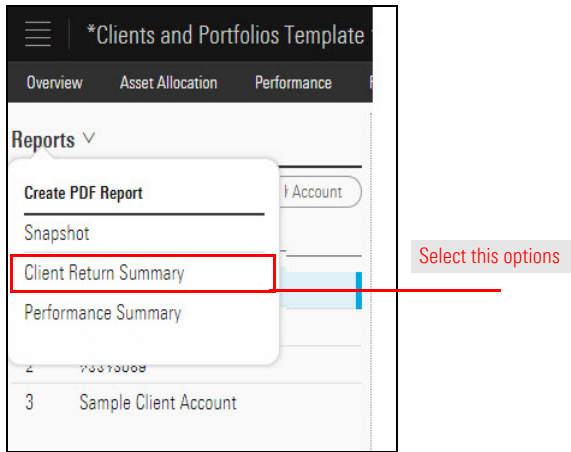 *Clients and Portfolios Template
Overview Asset Allocation Performance
Reports
Create PDF Report
Account
Snapshot
Client Return Summary
Select this options
Performance Summary
2
3 Sample Client Account